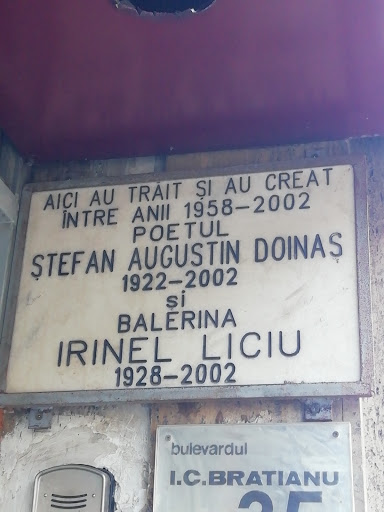 AICI AU TRAIT ȘI AU CREAT
ÎNTRE ANII 1958-2002
POETUL
ȘTEFAN AUGUSTIN DOINAȘ
1922-2002
și
BALERINA
IRINEL LICIU
1928-2002
bulevardul
I.C.BRATIANU
35